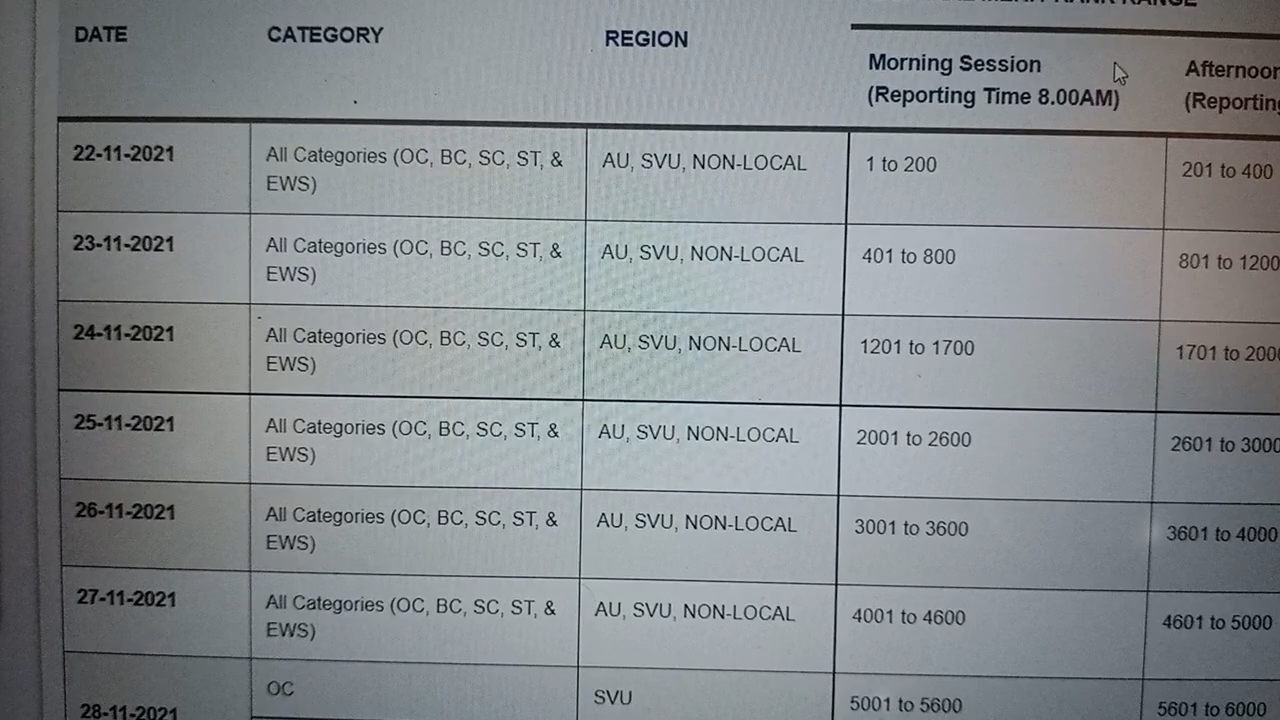 DATE
CATEGORY
REGION
Morning Session
(Reporting Time 8.00AM)
22-11-2021
All Categories (OC, BC, SC, ST, &
EWS)
AU, SVU, NON-LOCAL
1 to 200
201 to 400
23-11-2021
All Categories (OC, BC, SC, ST, &
EWS)
AU, SVU, NON-LOCAL
401 to 800
801 to 1200
24-11-2021
All Categories (OC, BC, SC, ST, &
EWS)
AU, SVU, NON-LOCAL
1201 to 1700
1701 to 2000
25-11-2021
All Categories (OC, BC, SC, ST, &
EWS)
AU, SVU, NON-LOCAL
2001 to 2600
2601 to 3000
26-11-2021
All Categories (OC, BC, SC, ST, &
EWS)
AU, SVU, NON-LOCAL
3001 to 3600
3601 to 4000
27-11-2021
All Categories (OC, BC, SC, ST, &
EWS)
AU, SVU, NON-LOCAL
4001 to 4600
4601 to 5000
28-11-2021
OC
SVU
5001 to 5600
5601 to 6000